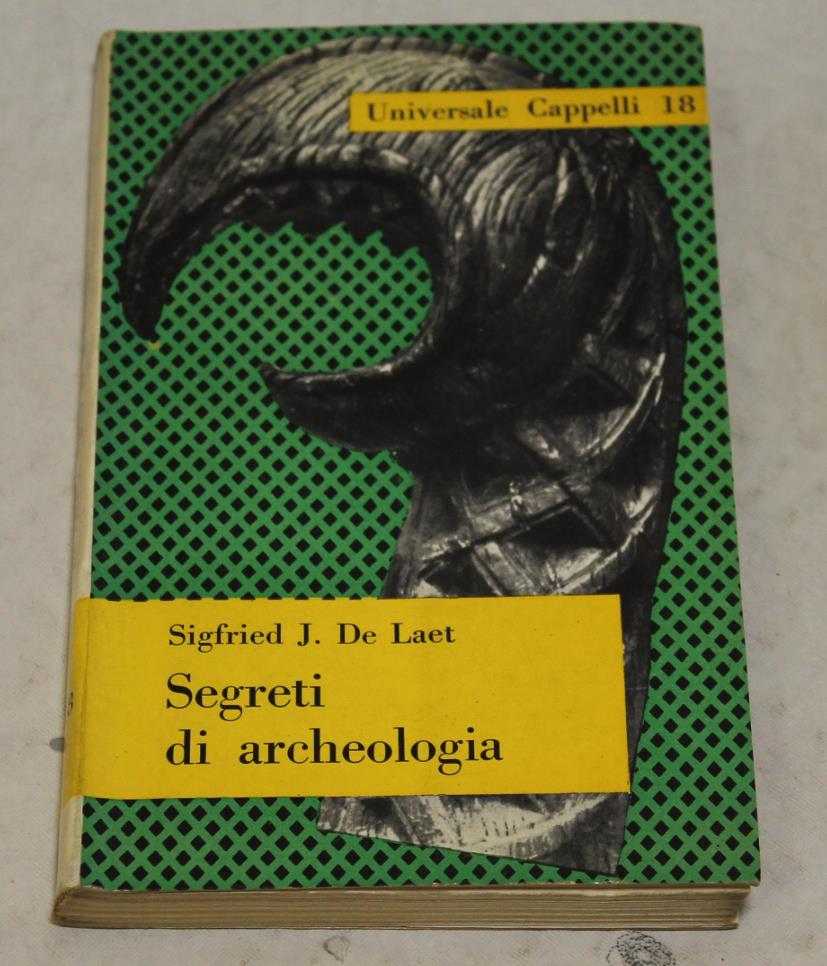 Universale Cappelli 18
Sigfried J. De Laet
Segreti
di archeologia